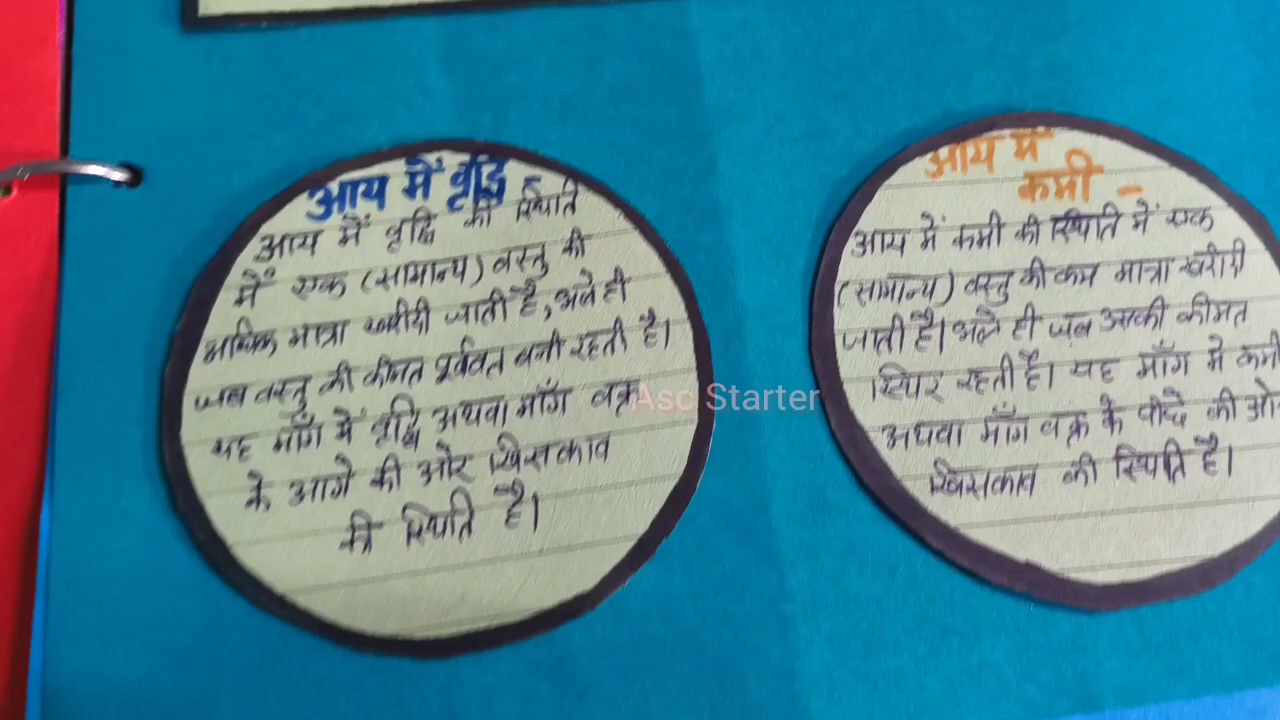 आय में वृद्धि -
आय में वृद्धि की स्थिति
में एक (सामान्य) वस्तु की
अधिक मात्रा खरीदी जाती है, भले ही
जब वस्तु की कीमत पूर्ववत बनी रहती है।
यह माँग में वृद्धि अथवा माँग वक्र
के आगे की ओर खिसकाव
की स्थिति है।
आय में
कमी -
आय में कमी की स्थिति में एक
(सामान्य) वस्तु की कम मात्रा खरीदी
जाती है। भले ही जब उसकी कीमत
स्थिर रहती है। यह माँग में कमी
अथवा माँग वक्र के पीछे की ओर
खिसकाव की स्थिति है।
Asc Starter